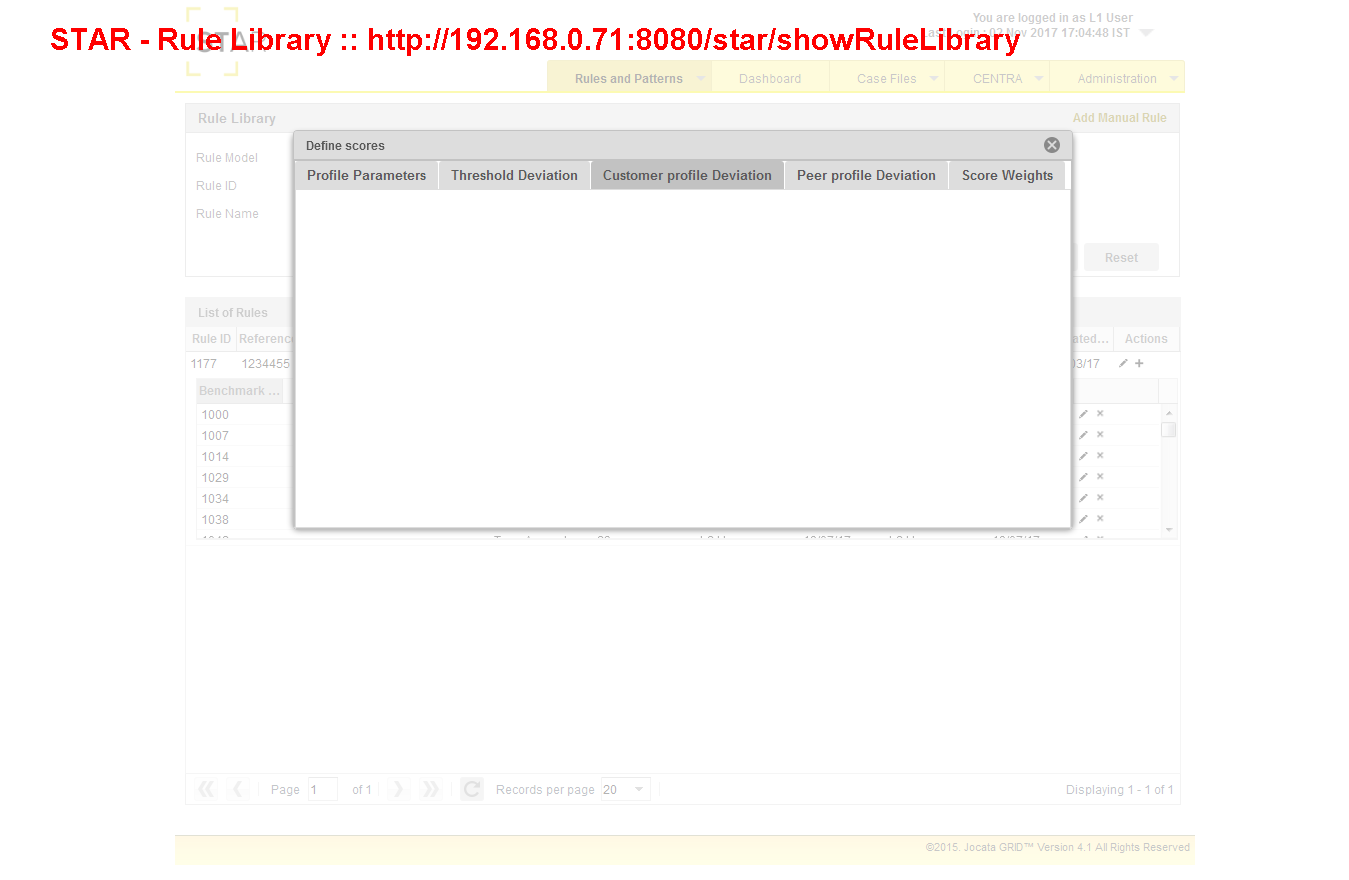 You are logged in as L1 User
STAR - Rule Library :: http://192.168.0.71:8080/star/showRuleLibrary
Last Login : 02 Nov 2017 17:04:48 IST
STAR
Rules and Patterns Dashboard Case Files CENTRA Administration
Rule Library Add Manual Rule
Define scores
Profile Parameters Threshold Deviation Customer profile Deviation Peer profile Deviation Score Weights
Rule Model
Rule ID
Rule Name
Reset
List of Rules
Rule ID Referenc ated... Actions
1177 1234455 03/17
Benchmark ...
1000
1007
1014
1029
1034
1038
Page 1 of 1 Records per page 20 Displaying 1 - 1 of 1
©2015. Jocata GRID™ Version 4.1 All Rights Reserved